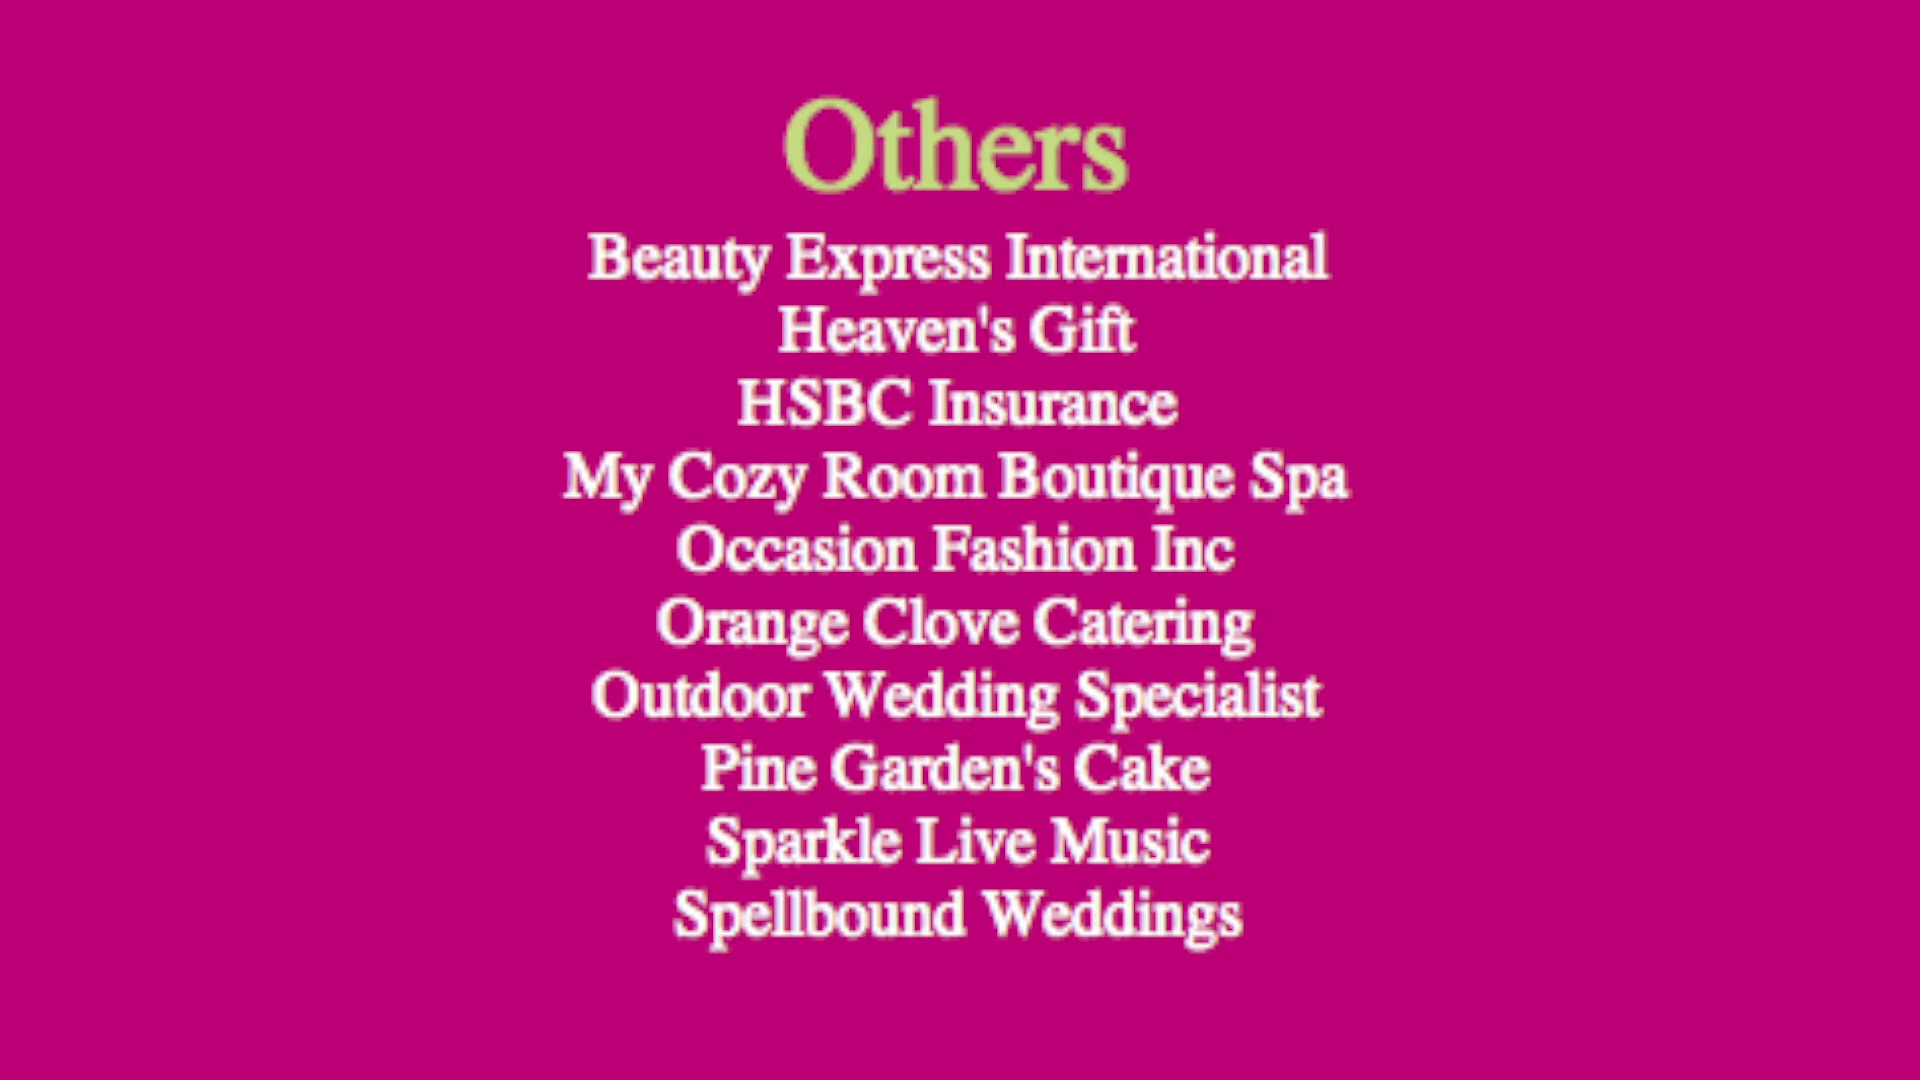 Others
Beauty Express International
Heaven's Gift
HSBC Insurance
My Cozy Room Boutique Spa
Occasion Fashion Inc
Orange Clove Catering
Outdoor Wedding Specialist
Pine Garden's Cake
Sparkle Live Music
Spellbound Weddings